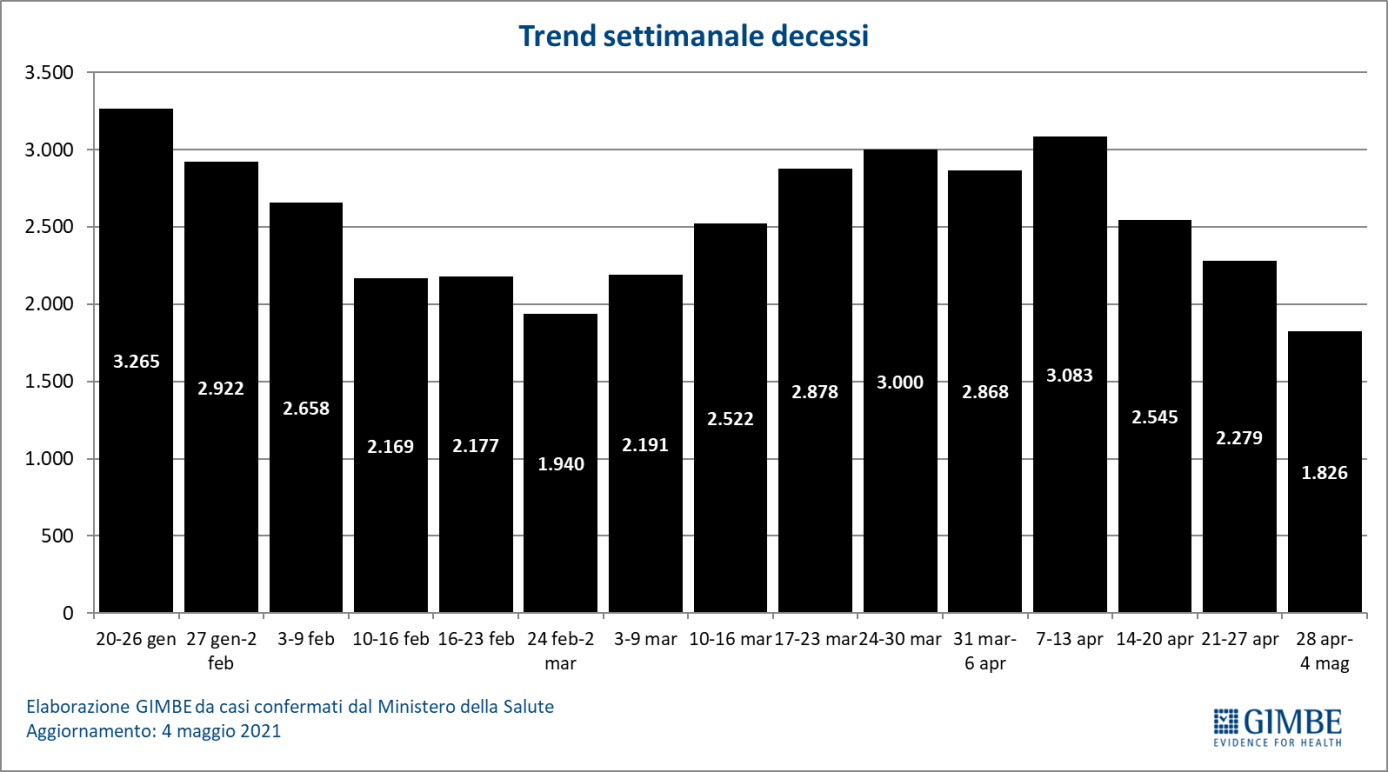 Trend settimanale decessi
3.500
3.000
2.500
2.000
1.500
1.000
500
0
3.265
2.922
2.658
2.169
2.177
1.940
2.191
2.522
2.878
3.000
2.868
3.083
2.545
2.279
1.826
20-26 gen
27 gen-2
feb
3-9 feb
10-16 feb
16-23 feb
24 feb-2
mar
3-9 mar
10-16 mar
17-23 mar
24-30 mar
31 mar-
6 apr
7-13 apr
14-20 apr
21-27 apr
28 apr-
4 mag
Elaborazione GIMBE da casi confermati dal Ministero della Salute
Aggiornamento: 4 maggio 2021
GIMBE
EVIDENCE FOR HEALTH